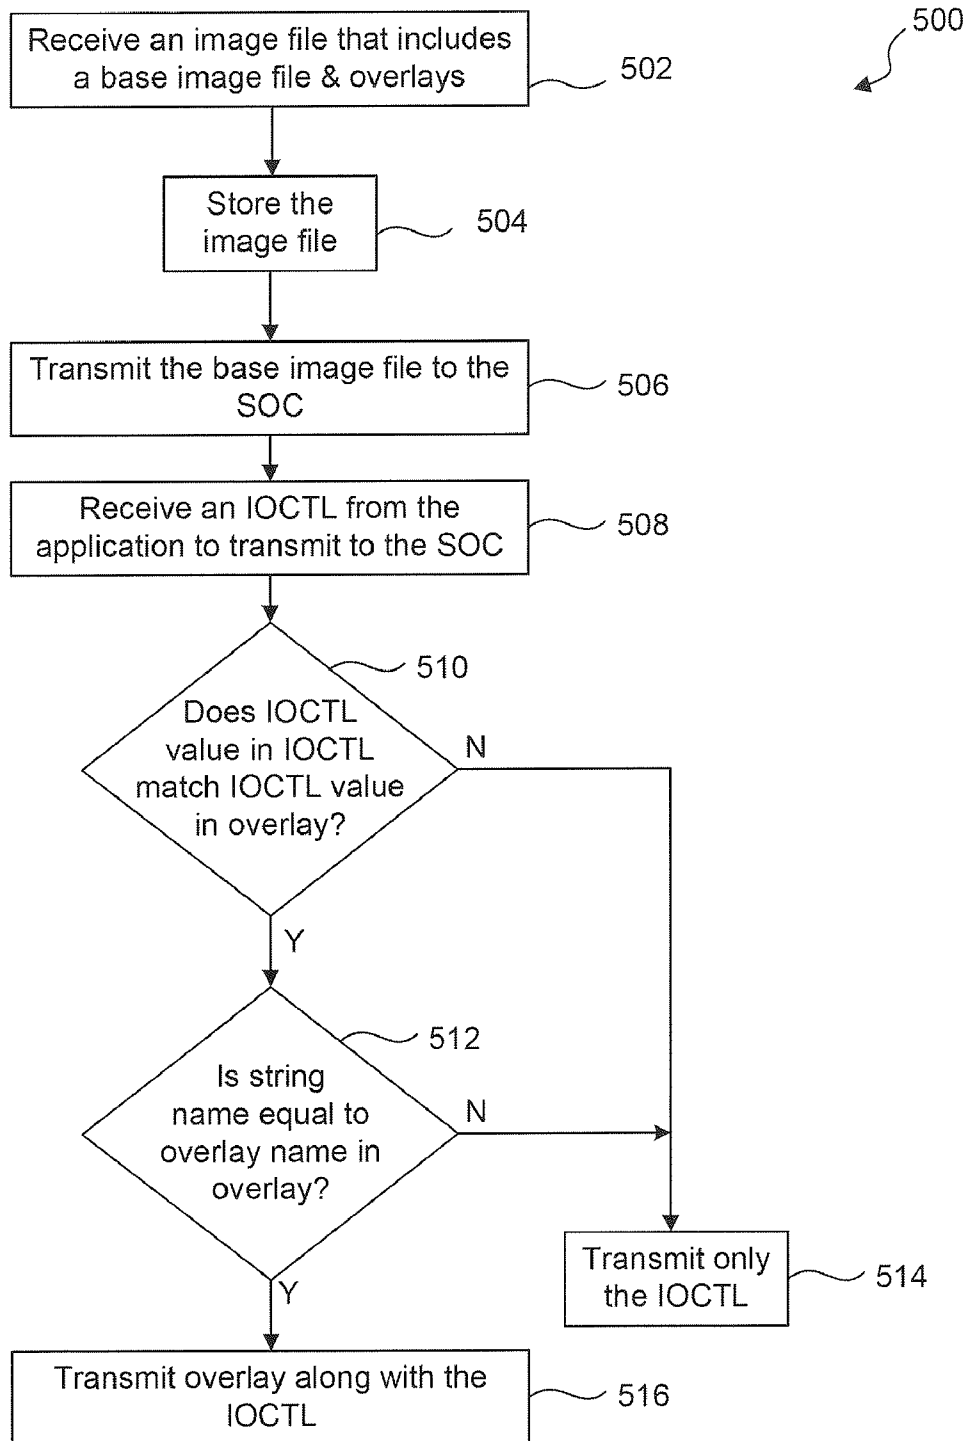 500
Receive an image file that includes
a base image file & overlays
502
Store the
image file
504
Transmit the base image file to the
SOC
506
Receive an IOCTL from the
application to transmit to the SOC
508
510
Does IOCTL
value in IOCTL
match IOCTL value
in overlay?
N
Y
512
Is string
name equal to
overlay name in
overlay?
N
Y
Transmit only
the IOCTL
514
Transmit overlay along with the
IOCTL
516